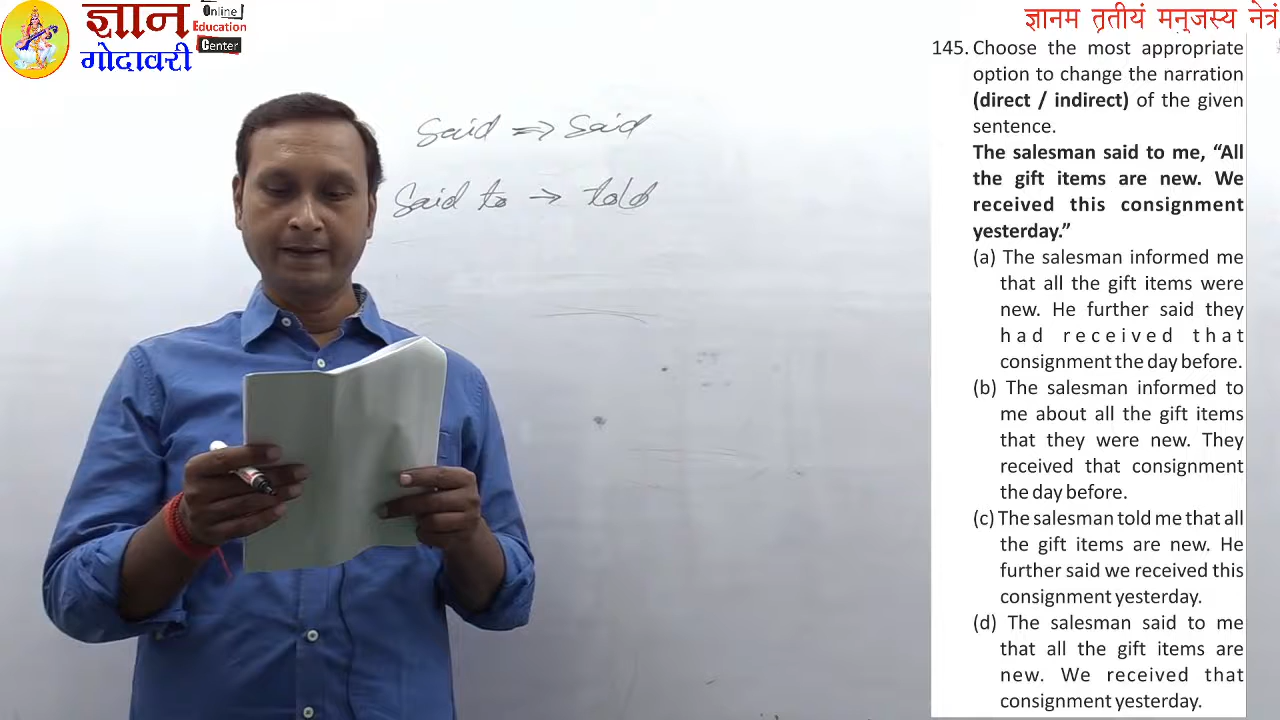 ज्ञान
Online
Education
Center
गोदावरी
ज्ञानम तृतीयं मनुजस्य नेत्रं
Said => Said
Said to → told
145. Choose the most appropriate
option to change the narration
(direct / indirect) of the given
sentence.
The salesman said to me, “All
the gift items are new. We
received this consignment
yesterday.”
(a) The salesman informed me
that all the gift items were
new. He further said they
had received that
consignment the day before.
(b) The salesman informed to
me about all the gift items
that they were new. They
received that consignment
the day before.
(c) The salesman told me that all
the gift items are new. He
further said we received this
consignment yesterday.
(d) The salesman said to me
that all the gift items are
new. We received that
consignment yesterday.